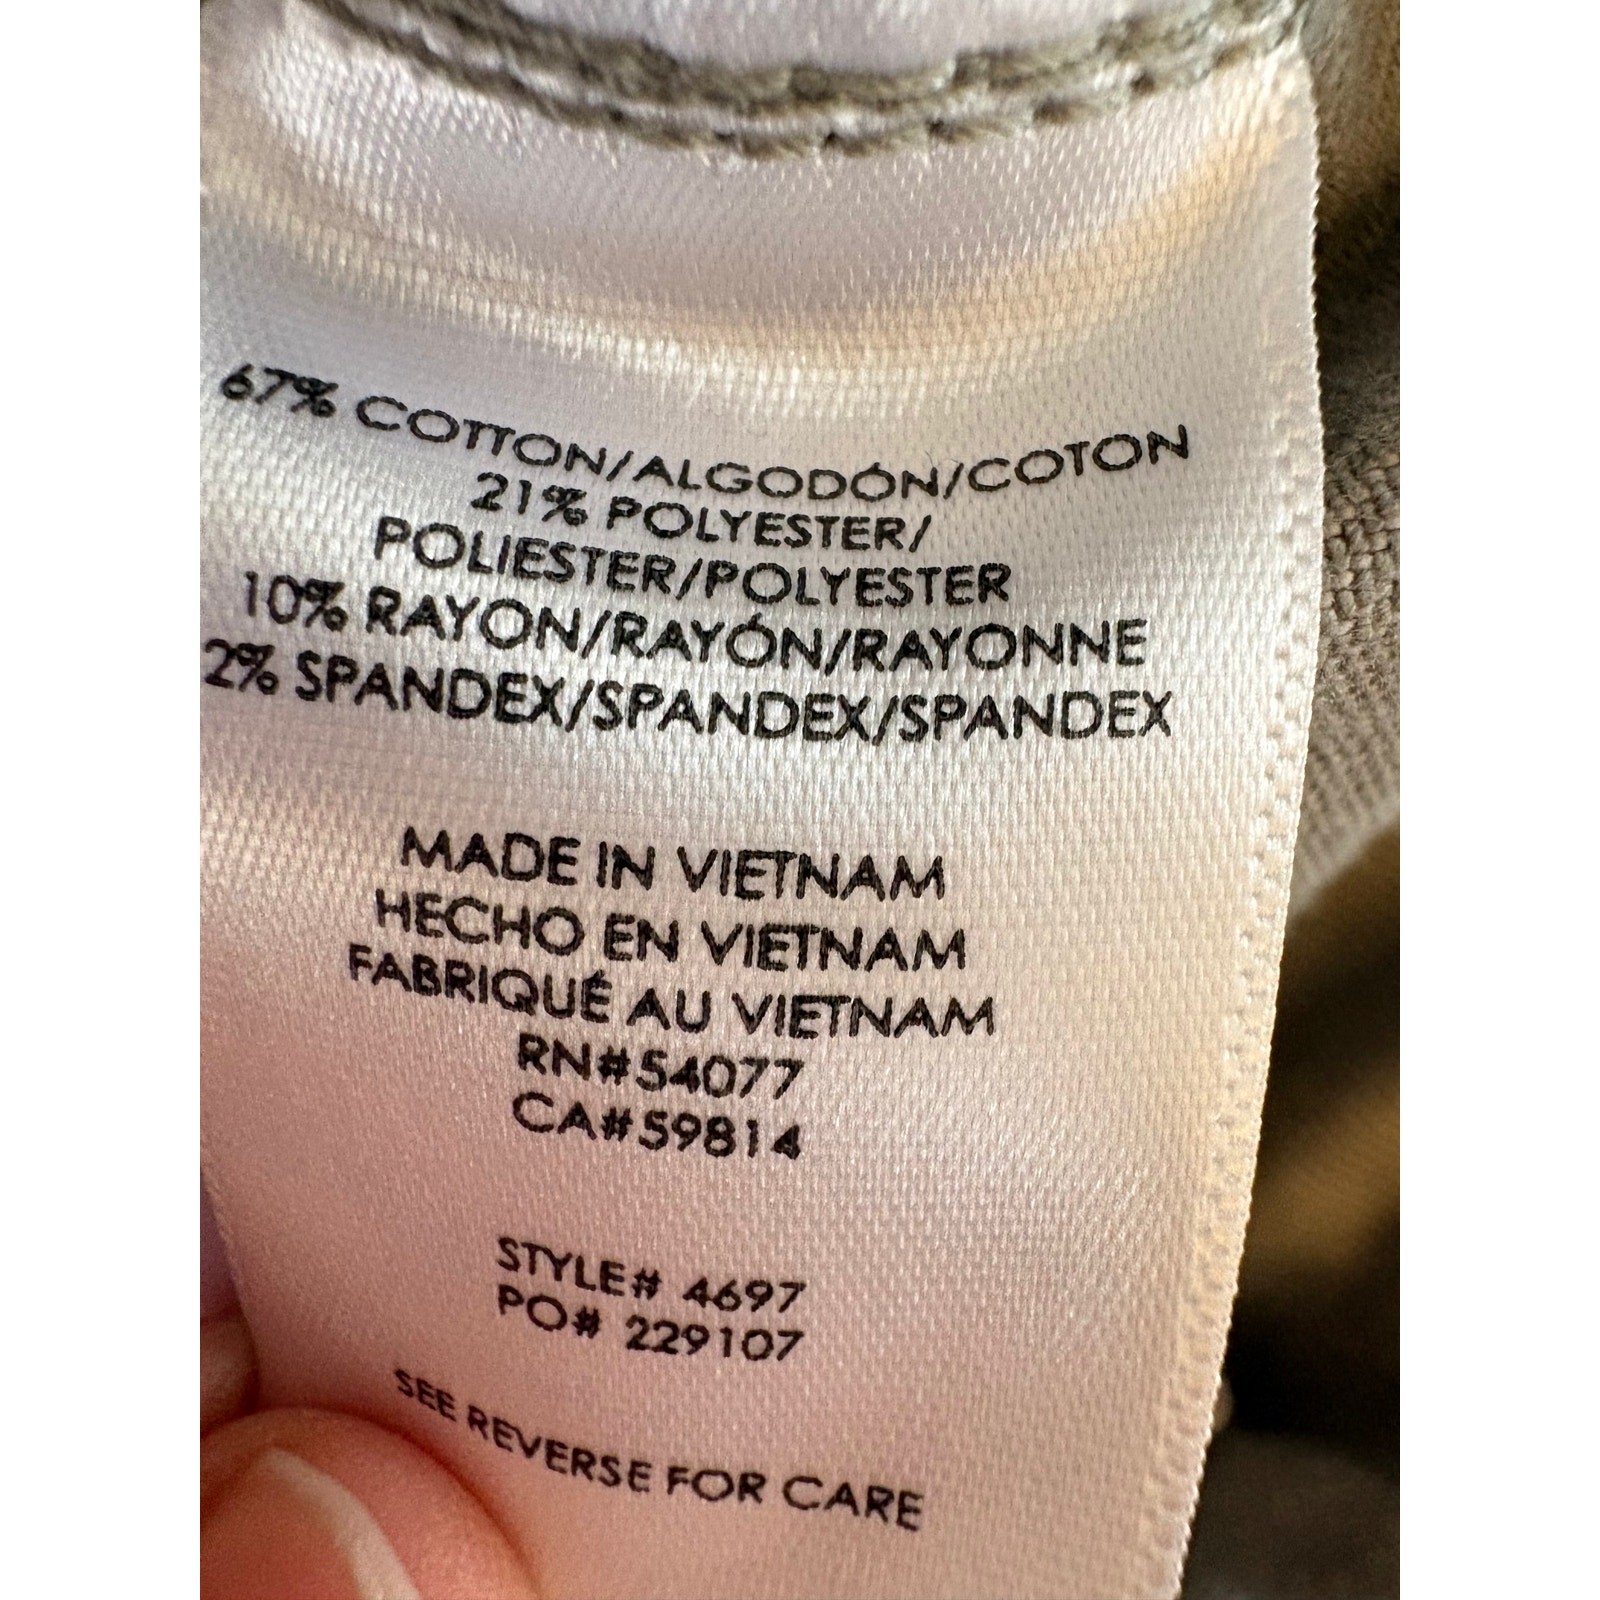 67% COTTON/ALGODÓN/COTON
21% POLYESTER/
POLIESTER/POLYESTER
10% RAYON/RAYÓN/RAYONNE
2% SPANDEX/SPANDEX/SPANDEX
MADE IN VIETNAM
HECHO EN VIETNAM
FABRIQUÉ AU VIETNAM
RN#54077
CA#59814
STYLE# 4697
PO# 229107
SEE REVERSE FOR CARE